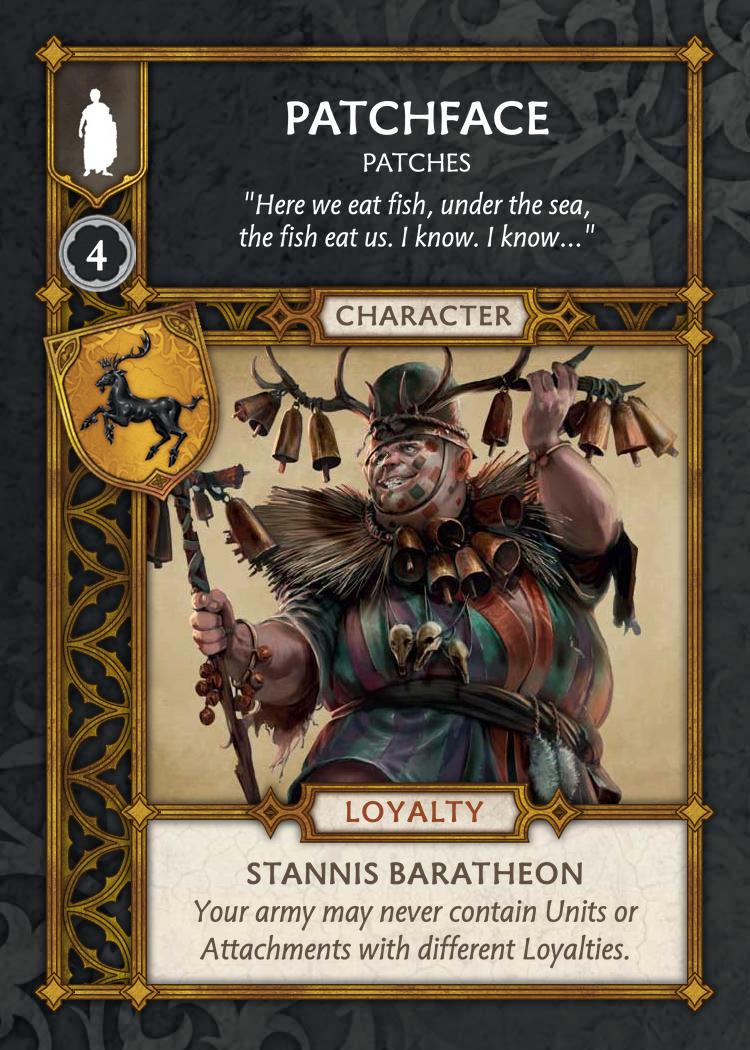 PATCHFACE
PATCHES
"Here we eat fish, under the sea,
the fish eat us. I know. I know..."
4
CHARACTER
LOYALTY
STANNIS BARATHEON
Your army may never contain Units or
Attachments with different Loyalties.